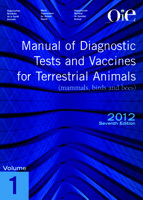 Oie
Manual of Diagnostic
Tests and Vaccines
for Terrestrial Animals
(mammals, birds and bees)
2012
Seventh Edition
Volume
1